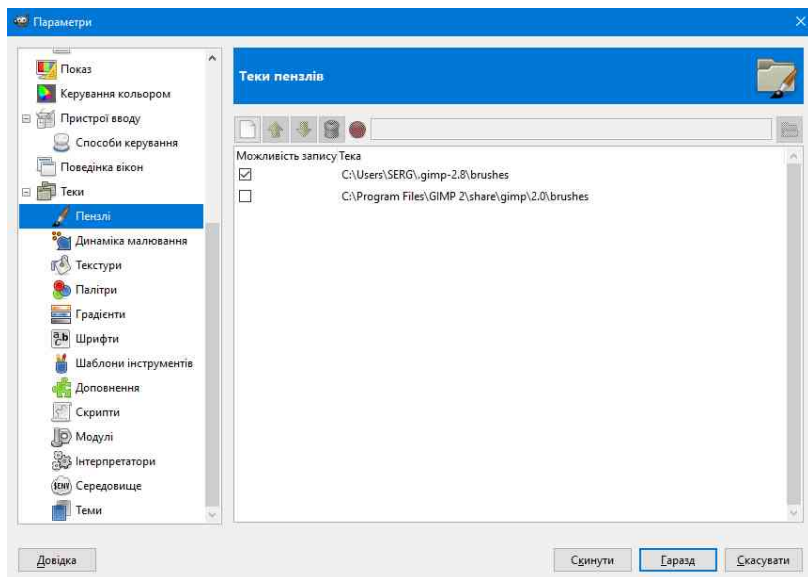 Параметри
Показ
Керування кольором
Пристрої вводу
Способи керування
Поведінка вікон
Теки
Пензлі
Динаміка малювання
Текстури
Палітри
Градієнти
Шрифти
Шаблони інструментів
Доповнення
Скрипти
Модулі
Інтерпретатори
Середовище
Теми
Теки пензлів
Можливість запису Тека
C:\Users\SERG\.gimp-2.8\brushes
C:\Program Files\GIMP 2\share\gimp\2.0\brushes
Довідка
Скинути
Гаразд
Скасувати